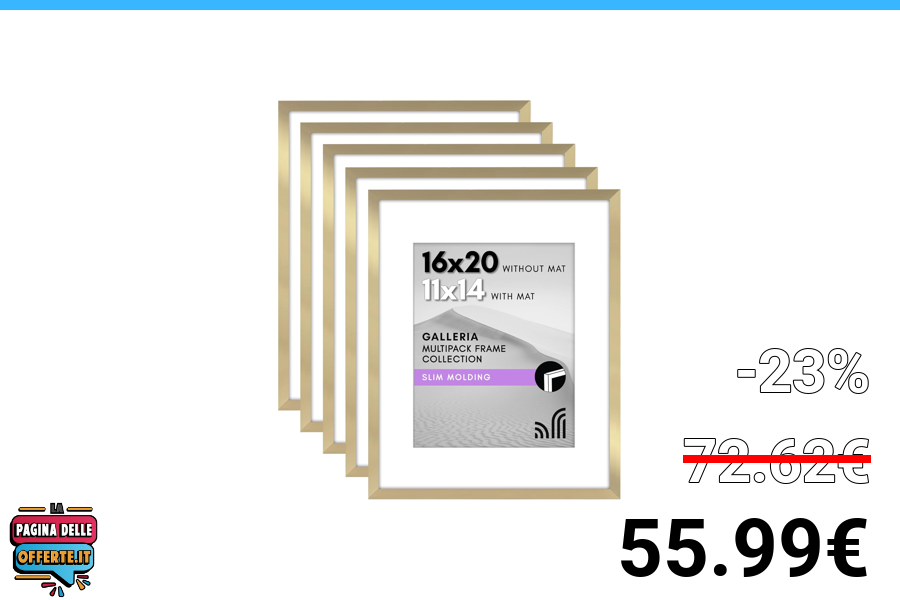 16x20 WITHOUT MAT
11x14 WITH MAT
GALLERIA
MULTIPACK FRAME
COLLECTION
SLIM MOLDING
-23%
72.62€
55.99€
LA
PAGINA DELLE
OFFERTE.IT